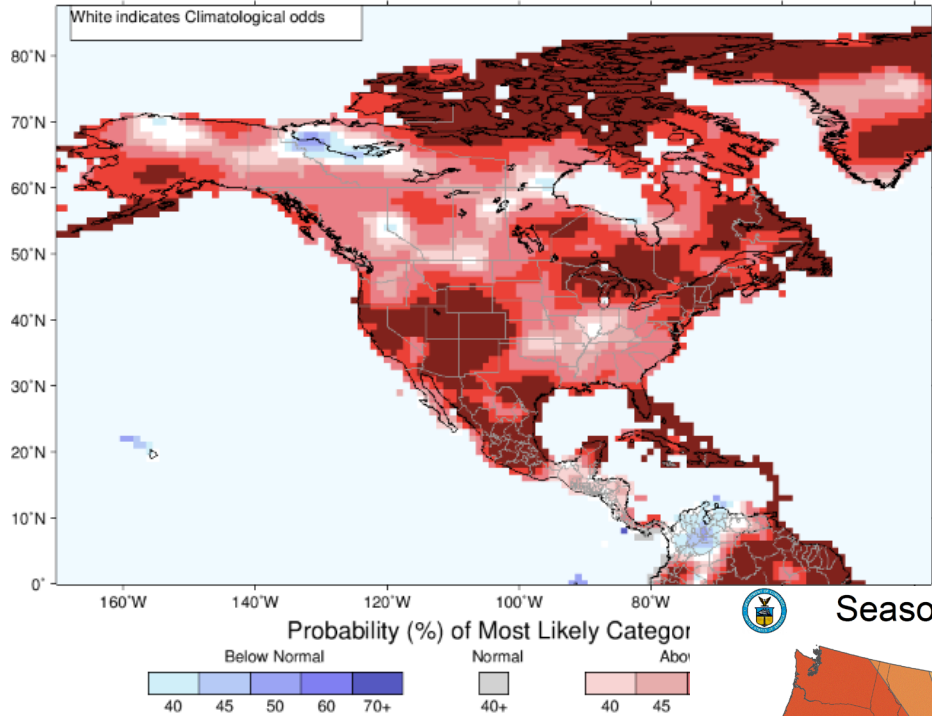 White indicates Climatological odds
80°N
70°N
60°N
50°N
40°N
30°N
20°N
10°N
0°
160°W 140°W 120°W 100°W 80°W
Seaso
Probability (%) of Most Likely Categor
Below Normal Normal Abov
40 45 50 60 70+ 40+ 40 45